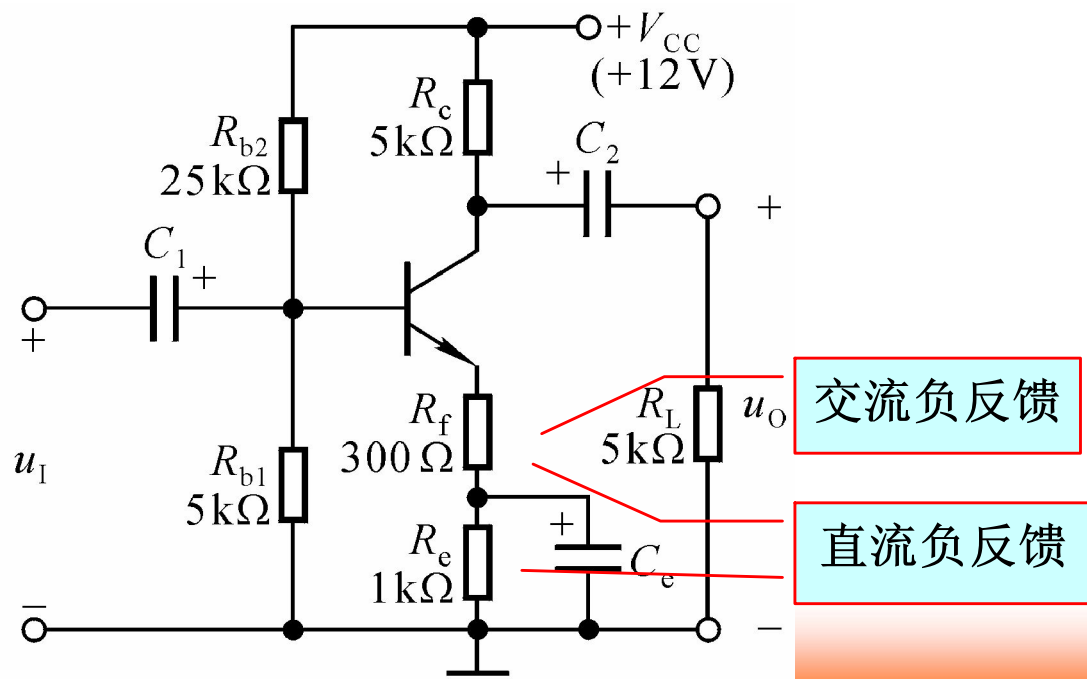 +V_CC
(+12V)
R_c
5kΩ
R_b2
25kΩ
C_2
+
+
C_1
+
+
R_f
300Ω
R_L
5kΩ
u_O
交流负反馈
u_I
R_b1
5kΩ
+
R_e
1kΩ
C_e
直流负反馈
−
−